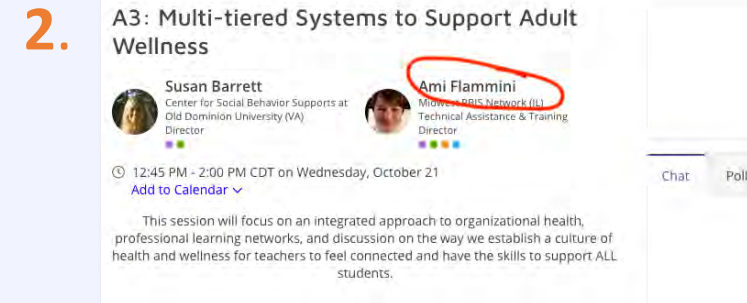 2.
A3: Multi-tiered Systems to Support Adult
Wellness
Susan Barrett
Center for Social Behavior Supports at
Old Dominion University (VA)
Director
Ami Flammini
Midwest PBIS Network (IL)
Technical Assistance & Training
Director
12:45 PM - 2:00 PM CDT on Wednesday, October 21
Add to Calendar
This session will focus on an integrated approach to organizational health,
professional learning networks, and discussion on the way we establish a culture of
health and wellness for teachers to feel connected and have the skills to support ALL
students.
Chat
Poll